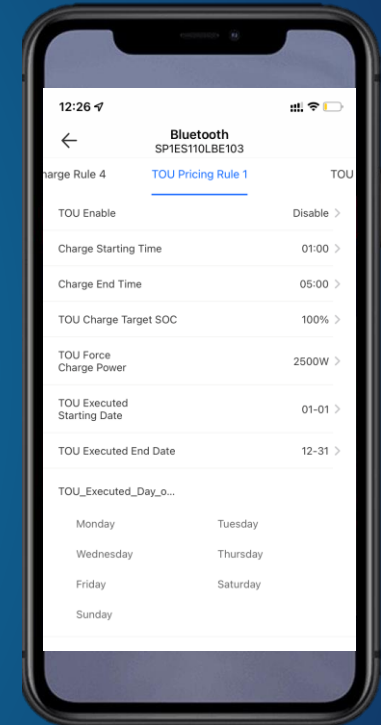 12:26
Bluetooth
SP1ES110LBE103
harge Rule 4 TOU Pricing Rule 1 TOU
TOU Enable Disable
Charge Starting Time 01:00
Charge End Time 05:00
TOU Charge Target SOC 100%
TOU Force
Charge Power 2500W
TOU Executed
Starting Date 01-01
TOU Executed End Date 12-31
TOU_Executed_Day_o...
Monday Tuesday
Wednesday Thursday
Friday Saturday
Sunday